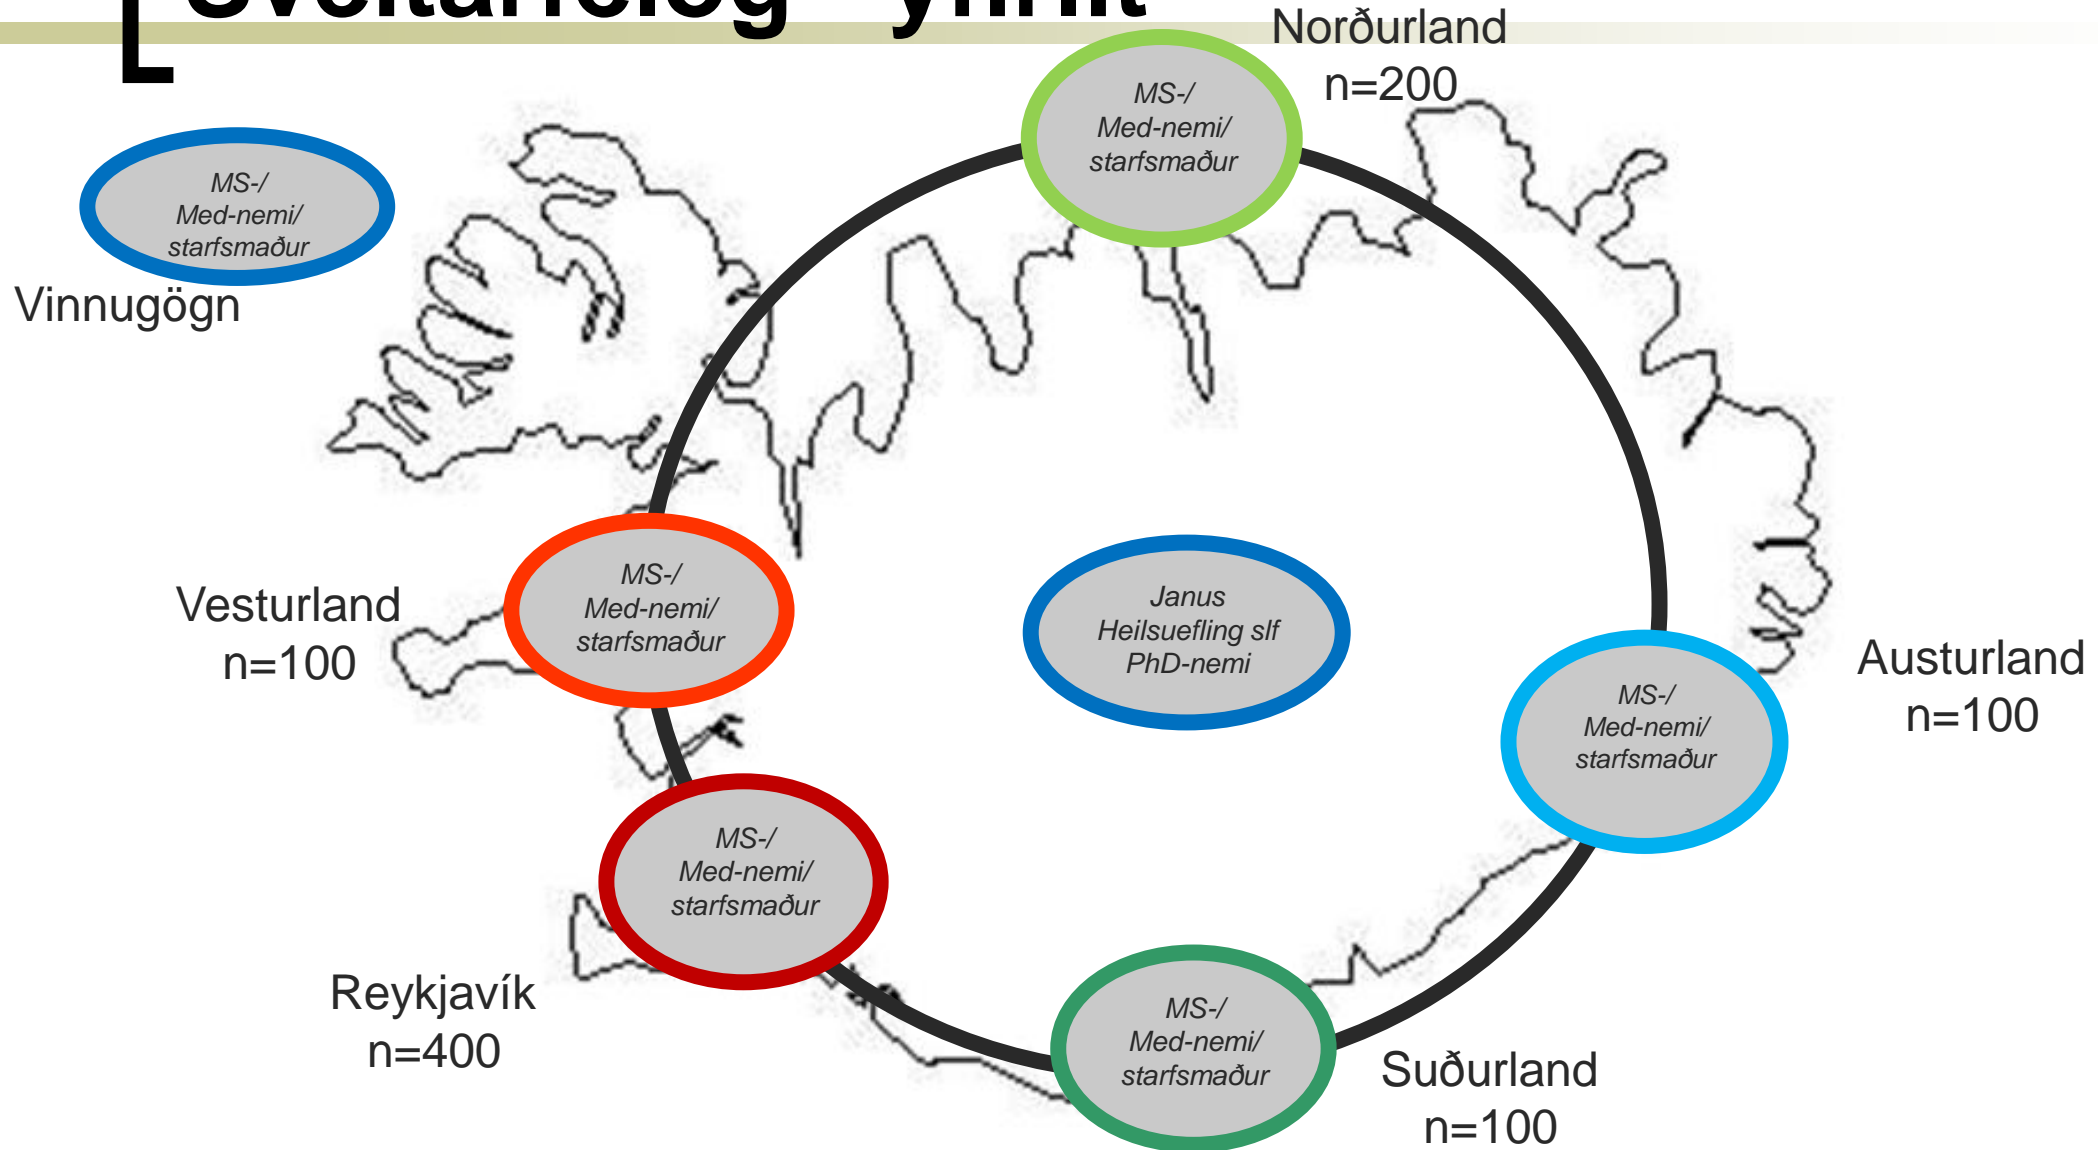 Sveitarfélög - yfirlit
Norðurland
n=200
MS-/
Med-nemi/
starfsmaður
MS-/
Med-nemi/
starfsmaður
Vinnugögn
Vesturland
n=100
MS-/
Med-nemi/
starfsmaður
Janus
Heilsuefling slf
PhD-nemi
MS-/
Med-nemi/
starfsmaður
Austurland
n=100
MS-/
Med-nemi/
starfsmaður
Reykjavík
n=400
MS-/
Med-nemi/
starfsmaður
Suðurland
n=100